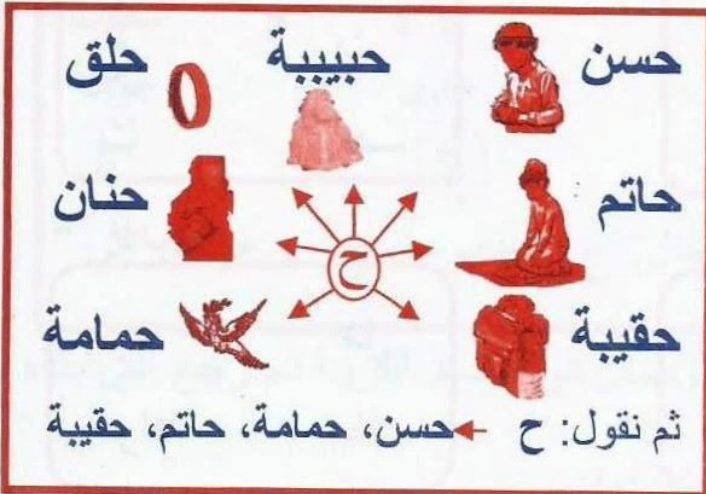 حسن حبيببة حلق
حاتم حنان
ح
حقيبة حمامة
ثم نقول: ح ← حسن، حمامة، حاتم، حقيبة